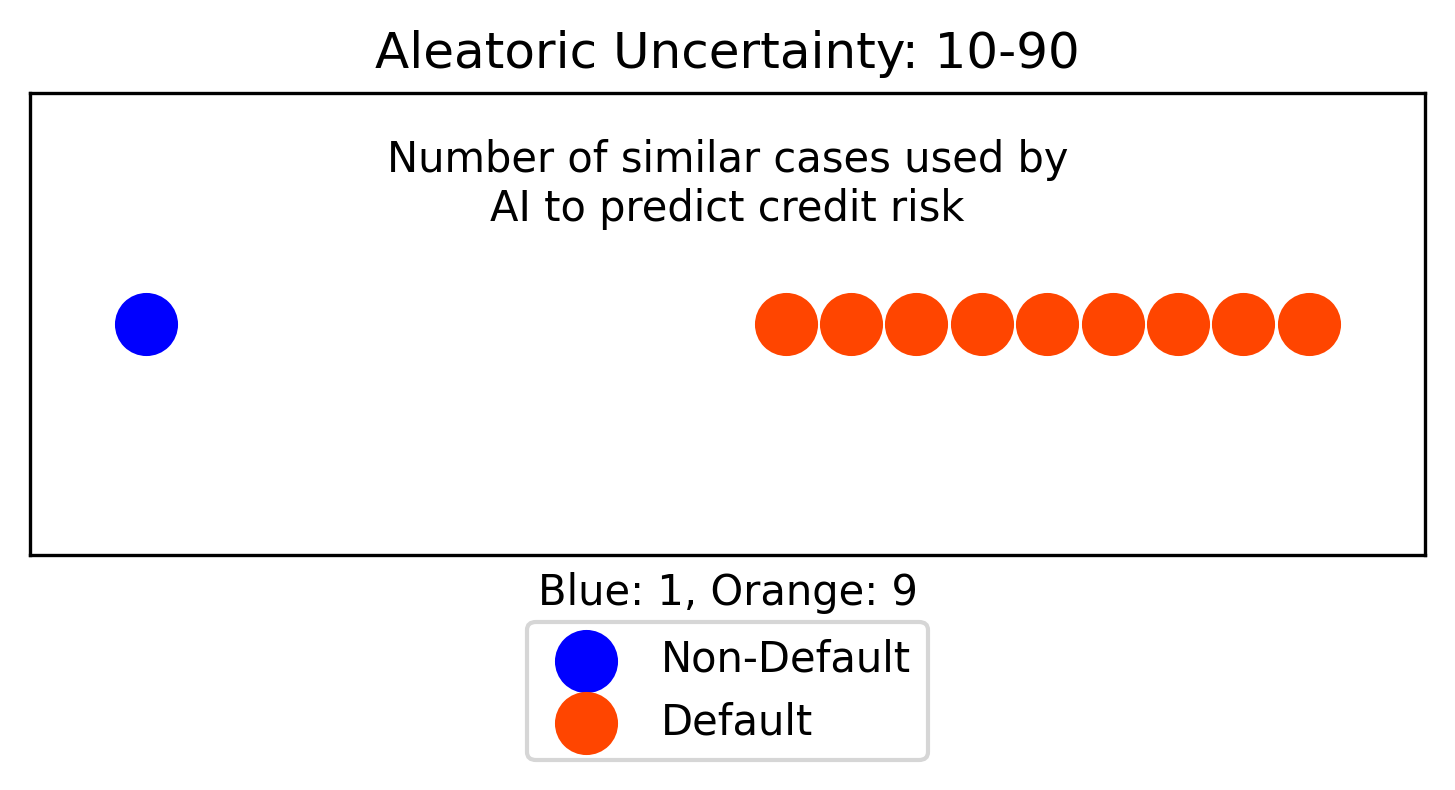 Aleatoric Uncertainty: 10-90
Number of similar cases used by
AI to predict credit risk
Blue: 1, Orange: 9
Non-Default
Default